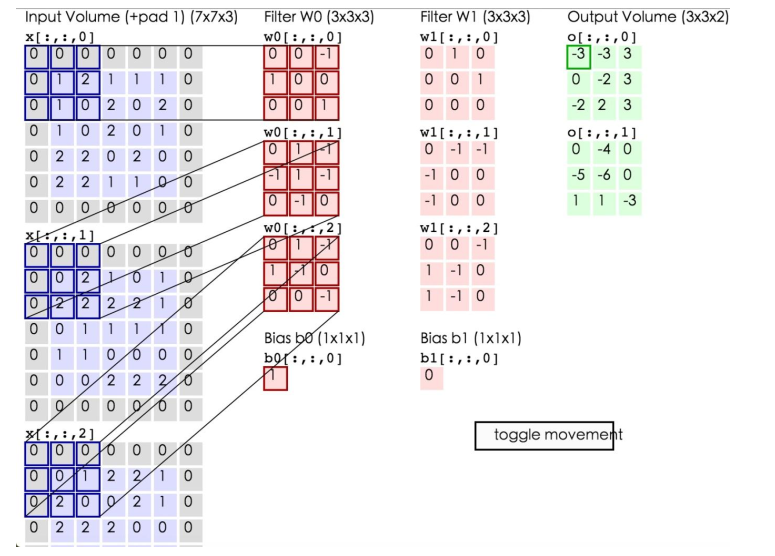 Input Volume (+pad 1) (7x7x3)
x[:,:,0]
0 0 0 0 0 0 0
0 1 2 1 1 1 0
0 1 0 2 0 2 0
0 1 0 2 0 1 0
0 2 2 0 2 0 0
0 2 2 1 1 0 0
0 0 0 0 0 0 0
x[:,:,1]
0 0 0 0 0 0 0
0 0 2 1 0 1 0
0 2 2 2 2 1 0
0 0 1 1 1 1 0
0 1 1 0 0 0 0
0 0 0 2 2 2 0
0 0 0 0 0 0 0
x[:,:,2]
0 0 0 0 0 0 0
0 0 1 2 2 1 0
0 2 0 0 2 1 0
0 2 2 2 0 0 0
Filter W0 (3x3x3)
w0[:,:,0]
0 0 -1
1 0 0
0 0 1
w0[:,:,1]
0 1 -1
-1 1 -1
0 -1 0
w0[:,:,2]
0 1 -1
1 -1 0
0 0 -1
Bias b0 (1x1x1)
b0[:,:,0]
1
Filter W1 (3x3x3)
w1[:,:,0]
0 1 0
0 0 1
0 0 0
w1[:,:,1]
0 -1 -1
-1 0 0
-1 0 0
w1[:,:,2]
0 0 -1
1 -1 0
1 -1 0
Bias b1 (1x1x1)
b1[:,:,0]
0
Output Volume (3x3x2)
o[:,:,0]
-3 -3 3
0 -2 3
-2 2 3
o[:,:,1]
0 -4 0
-5 -6 0
1 1 -3
toggle movement